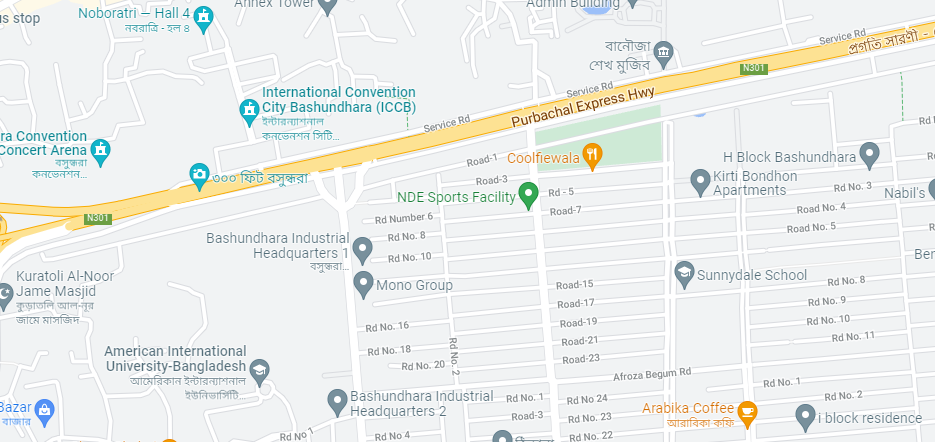 us stop
Noboratri — Hall 4
নবরাত্রি - হল ৪
Annex Tower
Admin Building
বানৌজা
শেখ মুজিব
Service Rd
প্রগতি সারণী -
N301
International Convention
City Bashundhara (ICCB)
ইন্টারন্যাশনাল
কনভেনশন সিটি...
Service Rd
Purbachal Express Hwy
Service Rd
ra Convention
Concert Arena
বসুন্ধরা
কনভেনশন...
৩০০ ফিট বসুন্ধরা
Road-1
Coolfiewala
H Block Bashundhara
Rd
Kirti Bondhon
Apartments
Nabil's
Road-3
Rd - 5
NDE Sports Facility
Road-7
Rd No. 3
Road No. 4
Road No. 5
N301
Rd Number 6
Rd No. 8
Rd No. 10
Bashundhara Industrial
Headquarters 1
বসুন্ধরা...
Ben
Kuratoli Al-Noor
Jame Masjid
কুড়াতলি আল-নূর
জামে মাসজিদ
Mono Group
Sunnydale School
Road-15
Road-17
Road-19
Road-21
Road-23
Rd No. 8
Rd No. 9
Rd No. 10
Rd No. 11
Rd No. 16
Rd No. 18
Rd No. 20
Rd No. 2
American International
University-Bangladesh
আমেরিকান ইন্টারন্যাশনাল
ইউনিভার্সিটি...
Afroza Begum Rd
Rd No. 1
Rd No. 2
Bazar
বাজার
Bashundhara Industrial
Headquarters 2
Rd No. 1
Road-3
Rd No 4
Rd No. 22
Rd No. 23
Rd No 24
Arabika Coffee
আরাবিকা কফি
i block residence